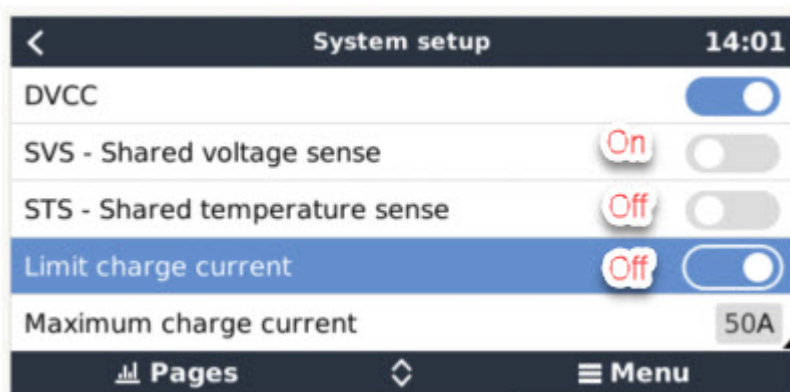 System setup 14:01
DVCC
SVS - Shared voltage sense On
STS - Shared temperature sense Off
Limit charge current Off
Maximum charge current 50A
Pages Menu